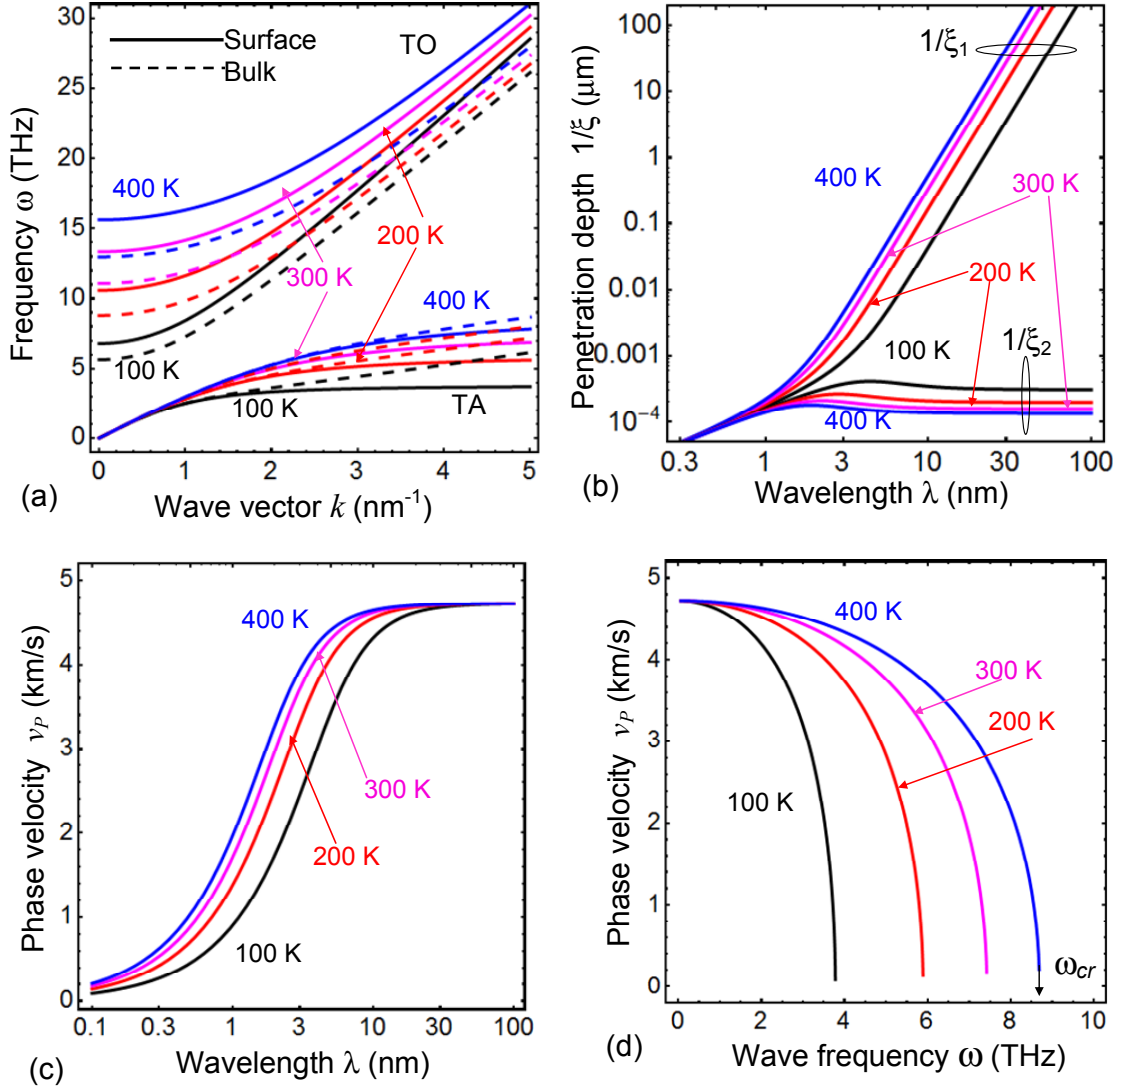 Frequency ω (THz)
30
25
20
15
10
5
0
Surface
Bulk
TO
400 K
200 K
300 K
400 K
100 K
100 K
TA
0 1 2 3 4 5
(a)
Wave vector k (nm⁻¹)
Penetration depth 1/ξ (μm)
100
10
1
0.1
0.01
0.001
10⁻⁴
1/ξ₁
400 K
300 K
200 K
100 K
1/ξ₂
400 K
0.3 1 3 10 30 100
(b)
Wavelength λ (nm)
Phase velocity vP (km/s)
5
4
3
2
1
0
400 K
300 K
200 K
100 K
0.1 0.3 1 3 10 30 100
(c)
Wavelength λ (nm)
Phase velocity vP (km/s)
5
4
3
2
1
0
400 K
300 K
200 K
100 K
ωcr
0 2 4 6 8 10
(d)
Wave frequency ω (THz)